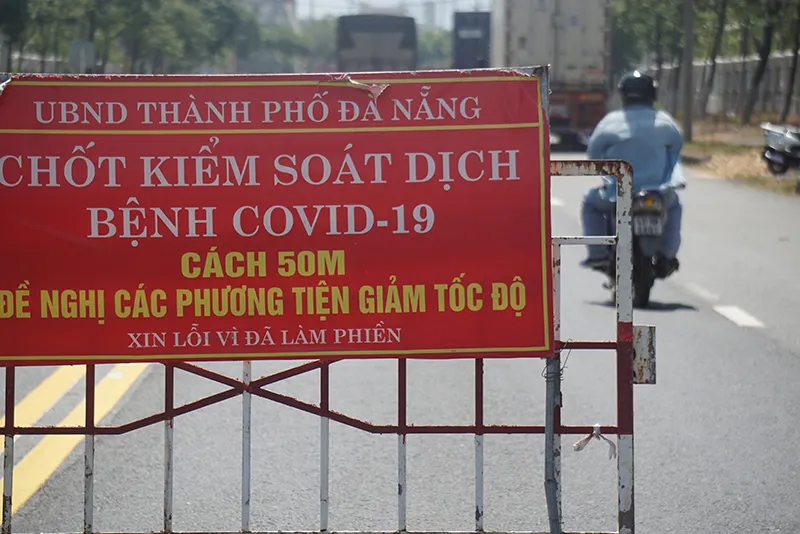 UBND THÀNH PHỐ ĐÀ NẴNG
CHỐT KIỂM SOÁT DỊCH
BỆNH COVID-19
CÁCH 50M
ĐỀ NGHỊ CÁC PHƯƠNG TIỆN GIẢM TỐC ĐỘ
XIN LỖI VÌ ĐÃ LÀM PHIỀN